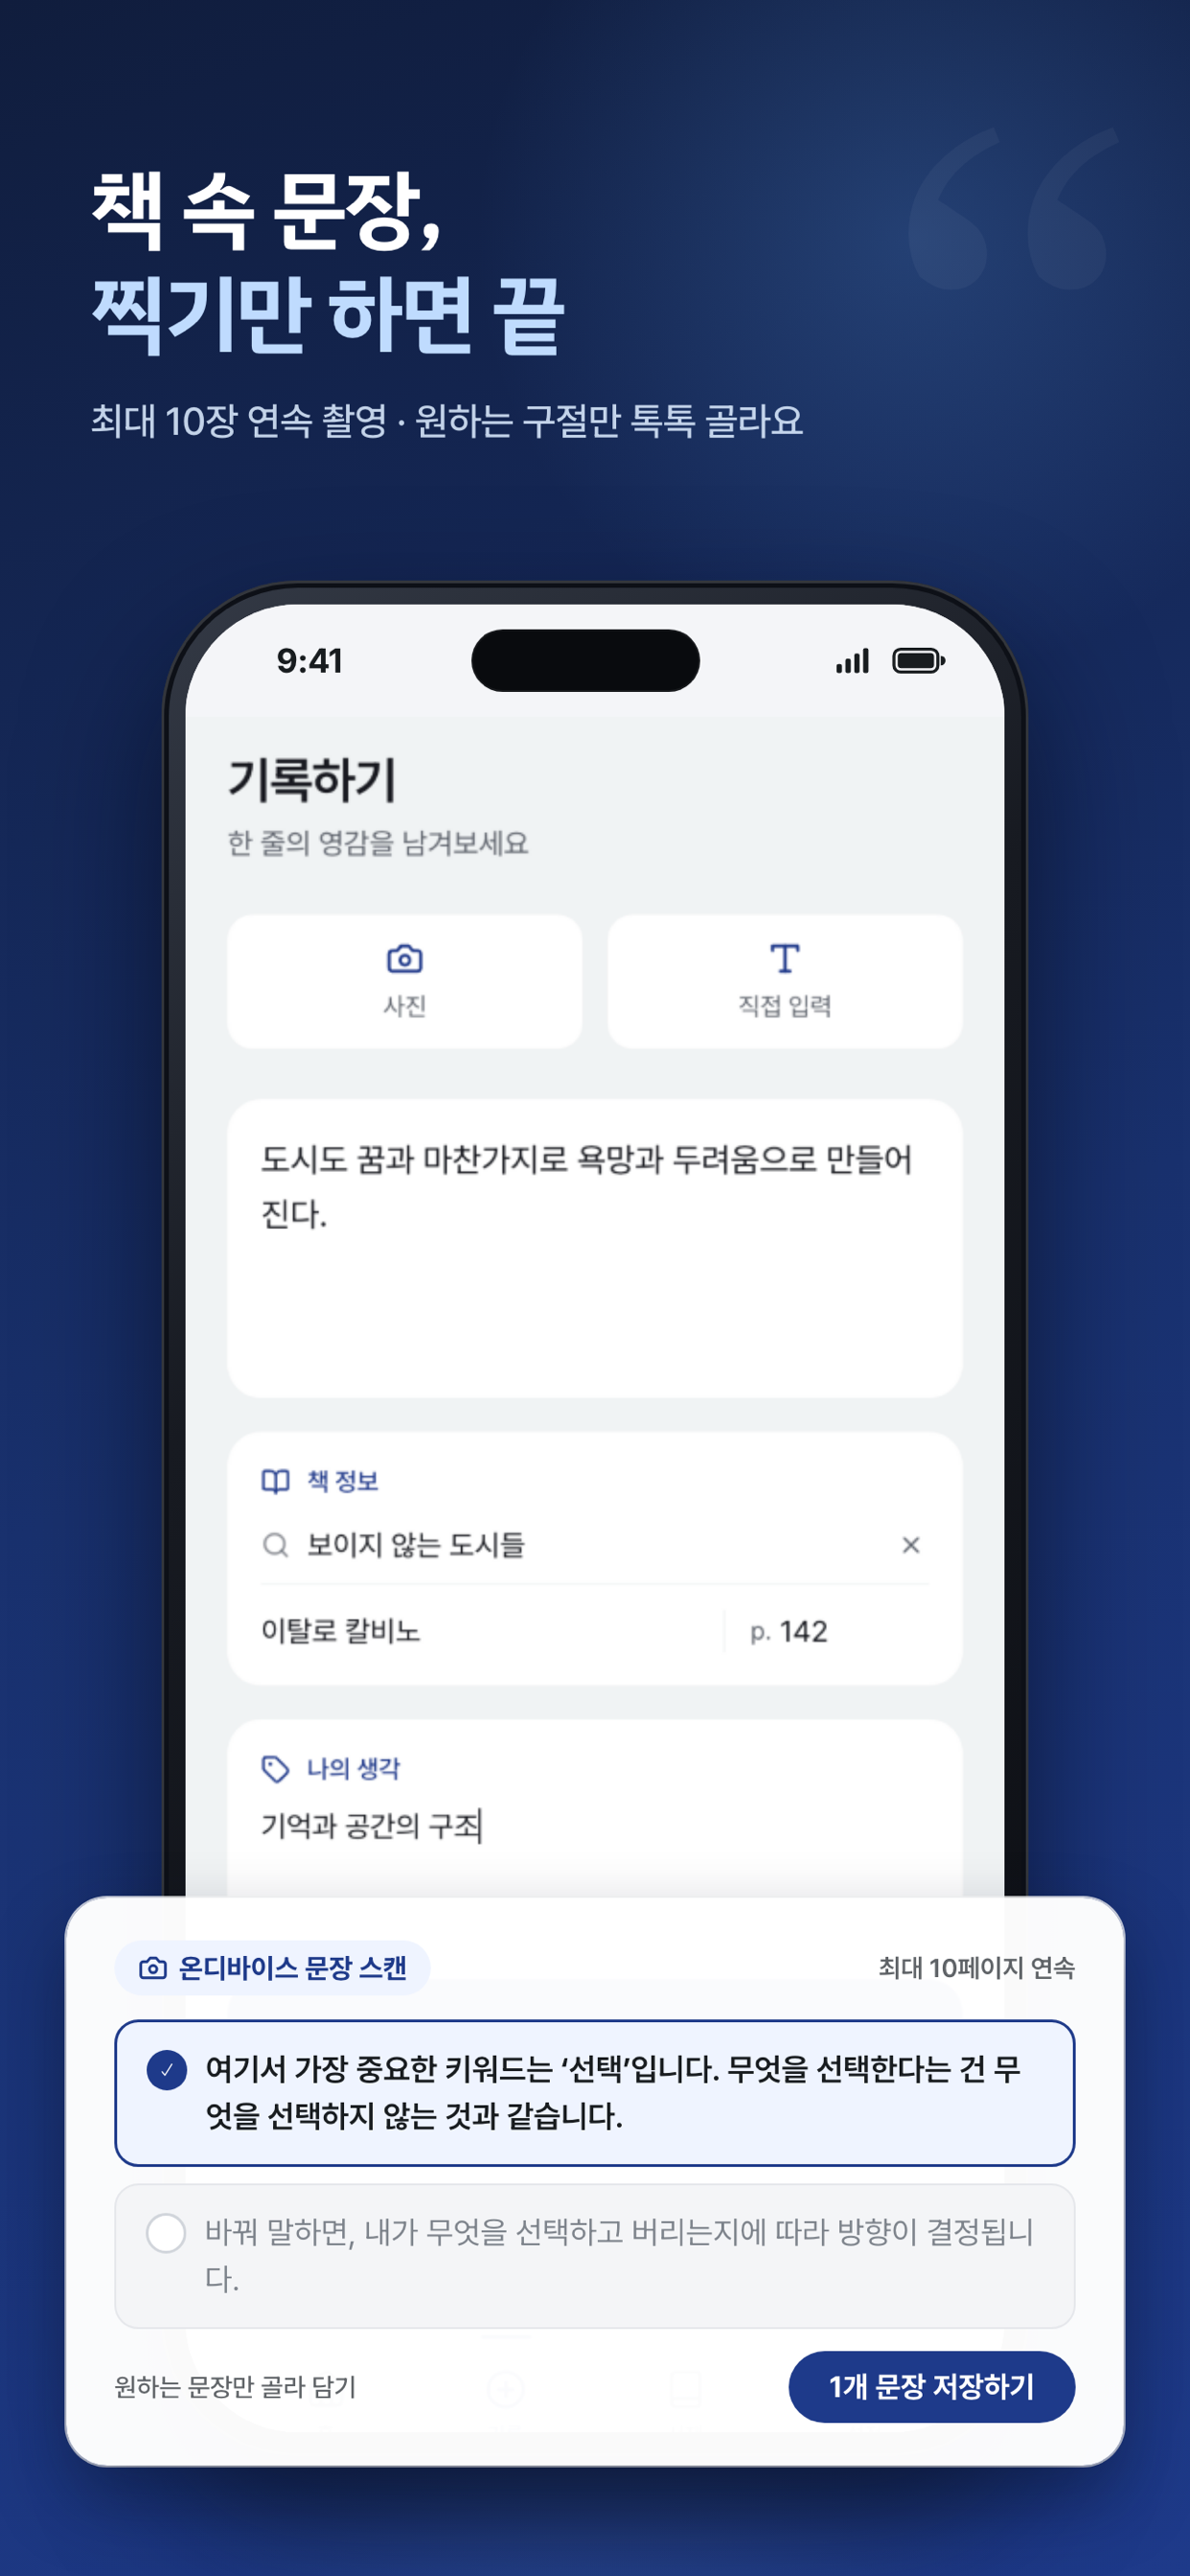 책 속 문장,
찍기만 하면 끝
최대 10장 연속 촬영 · 원하는 구절만 톡톡 골라요
9:41
기록하기
한 줄의 영감을 남겨보세요
사진
직접 입력
도시도 꿈과 마찬가지로 욕망과 두려움으로 만들어
진다.
책 정보
보이지 않는 도시들
이탈로 칼비노
p. 142
나의 생각
기억과 공간의 구조
온디바이스 문장 스캔
최대 10페이지 연속
여기서 가장 중요한 키워드는 ‘선택’입니다. 무엇을 선택한다는 건 무
엇을 선택하지 않는 것과 같습니다.
바꿔 말하면, 내가 무엇을 선택하고 버리는지에 따라 방향이 결정됩니
다.
원하는 문장만 골라 담기
1개 문장 저장하기